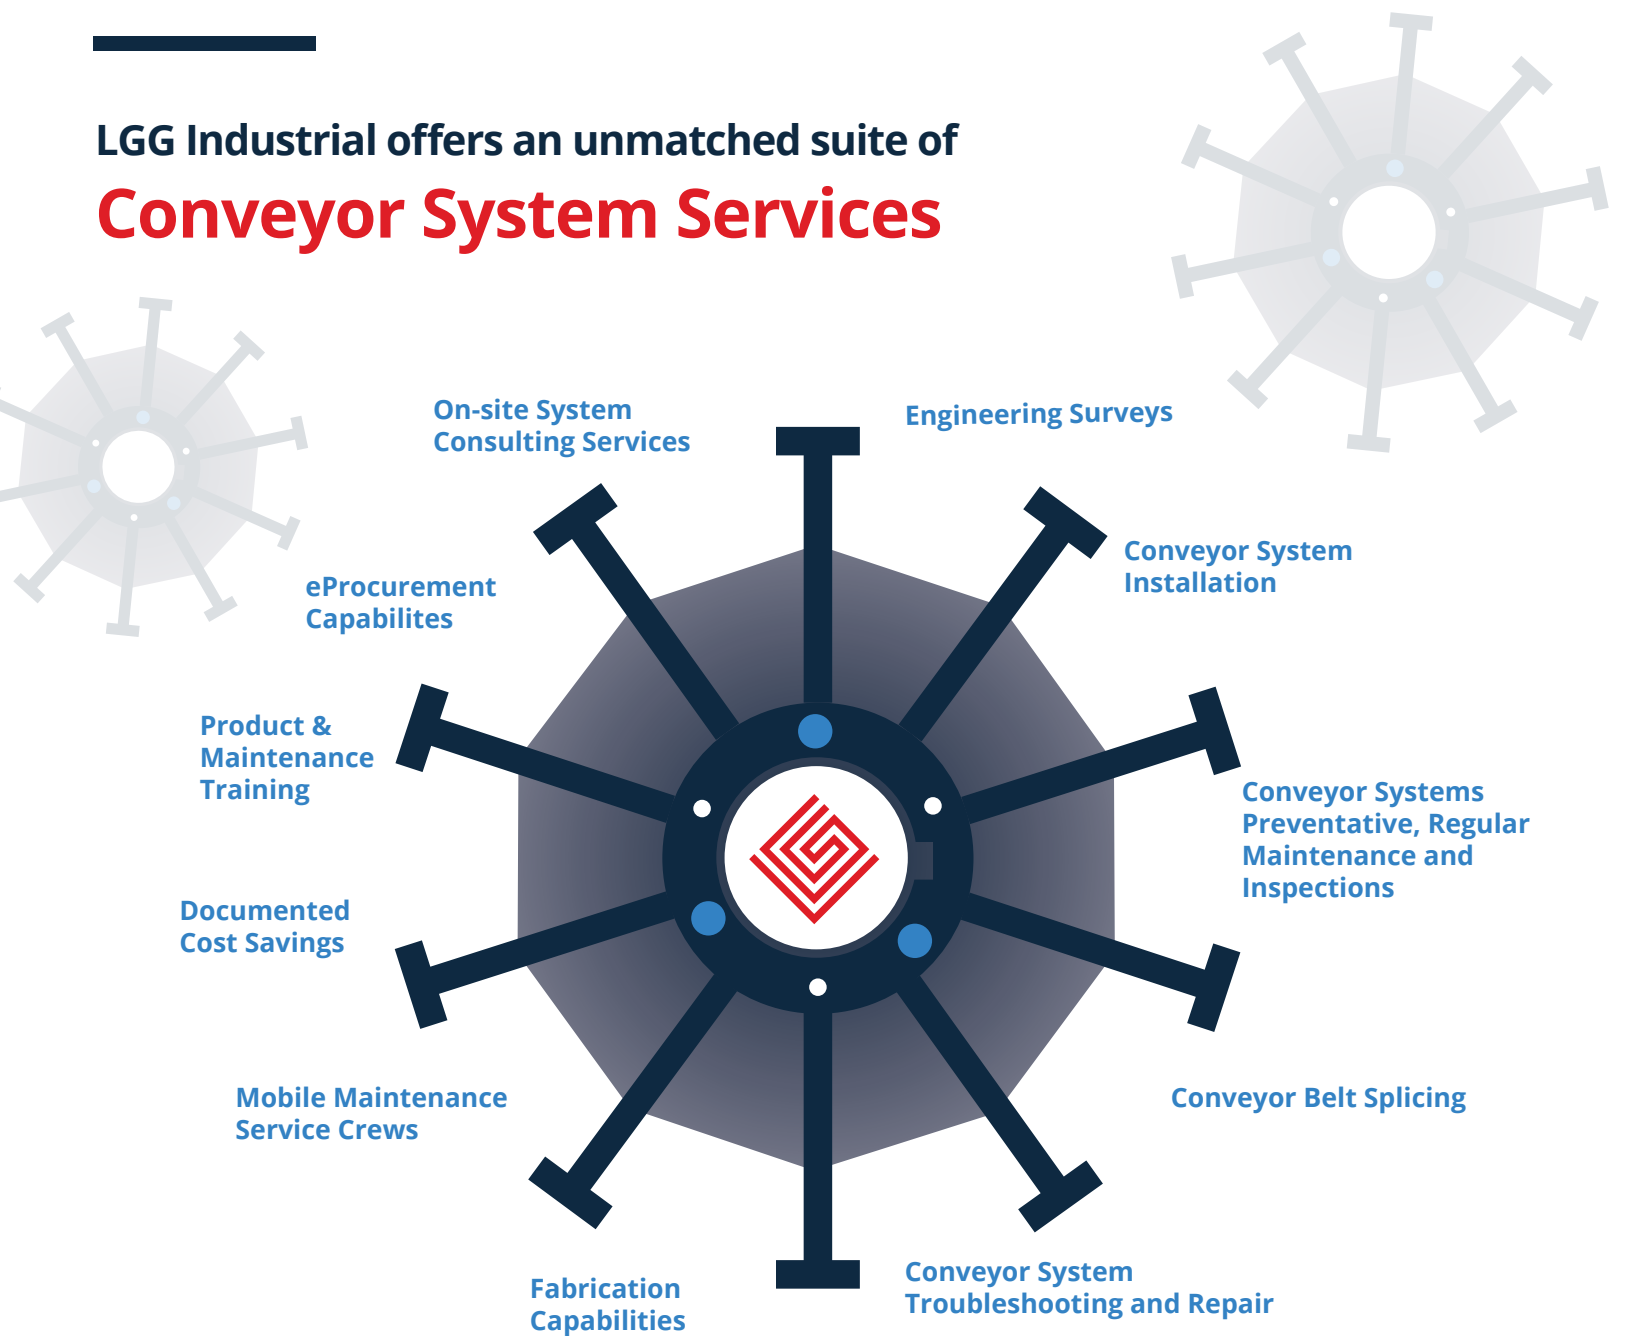 LGG Industrial offers an unmatched suite of
Conveyor System Services
On-site System
Consulting Services
Engineering Surveys
Conveyor System
Installation
eProcurement
Capabilites
Product &
Maintenance
Training
Conveyor Systems
Preventative, Regular
Maintenance and
Inspections
Documented
Cost Savings
Mobile Maintenance
Service Crews
Conveyor Belt Splicing
Fabrication
Capabilities
Conveyor System
Troubleshooting and Repair